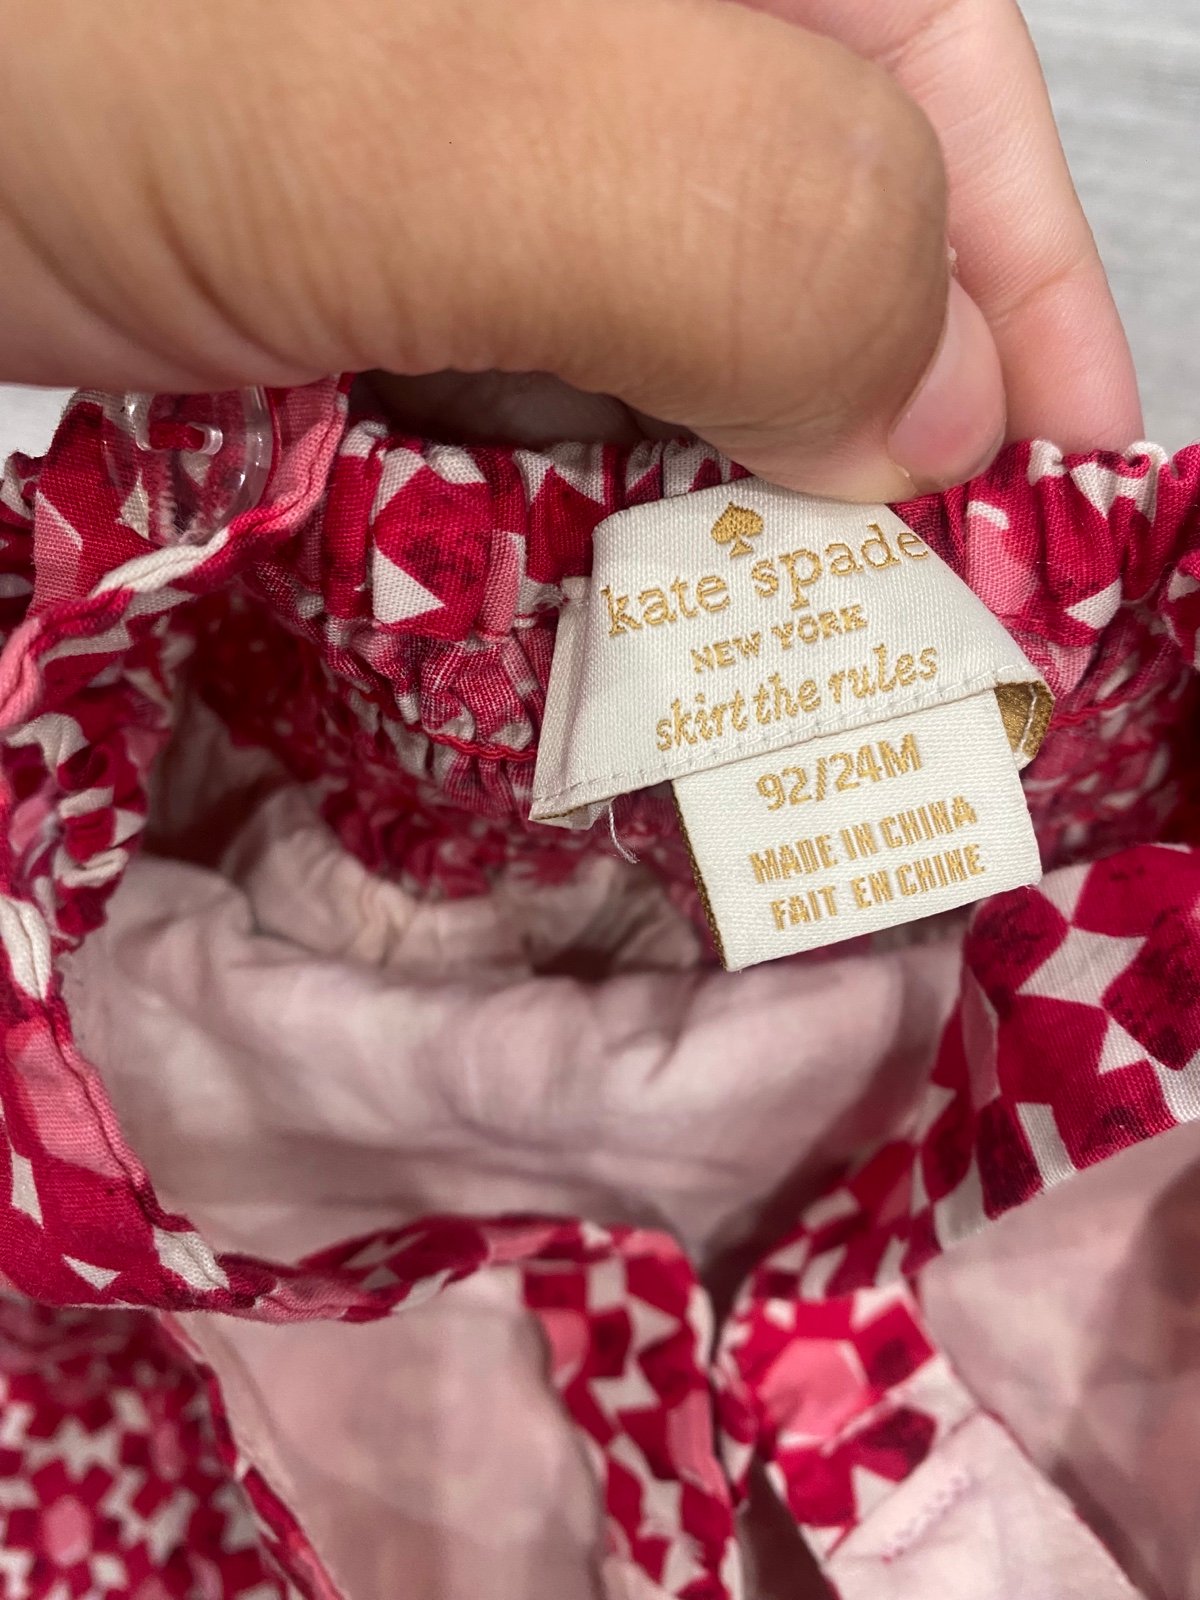 kate spade
NEW YORK
skirt the rules
92/24M
MADE IN CHINA
FAIT EN CHINE